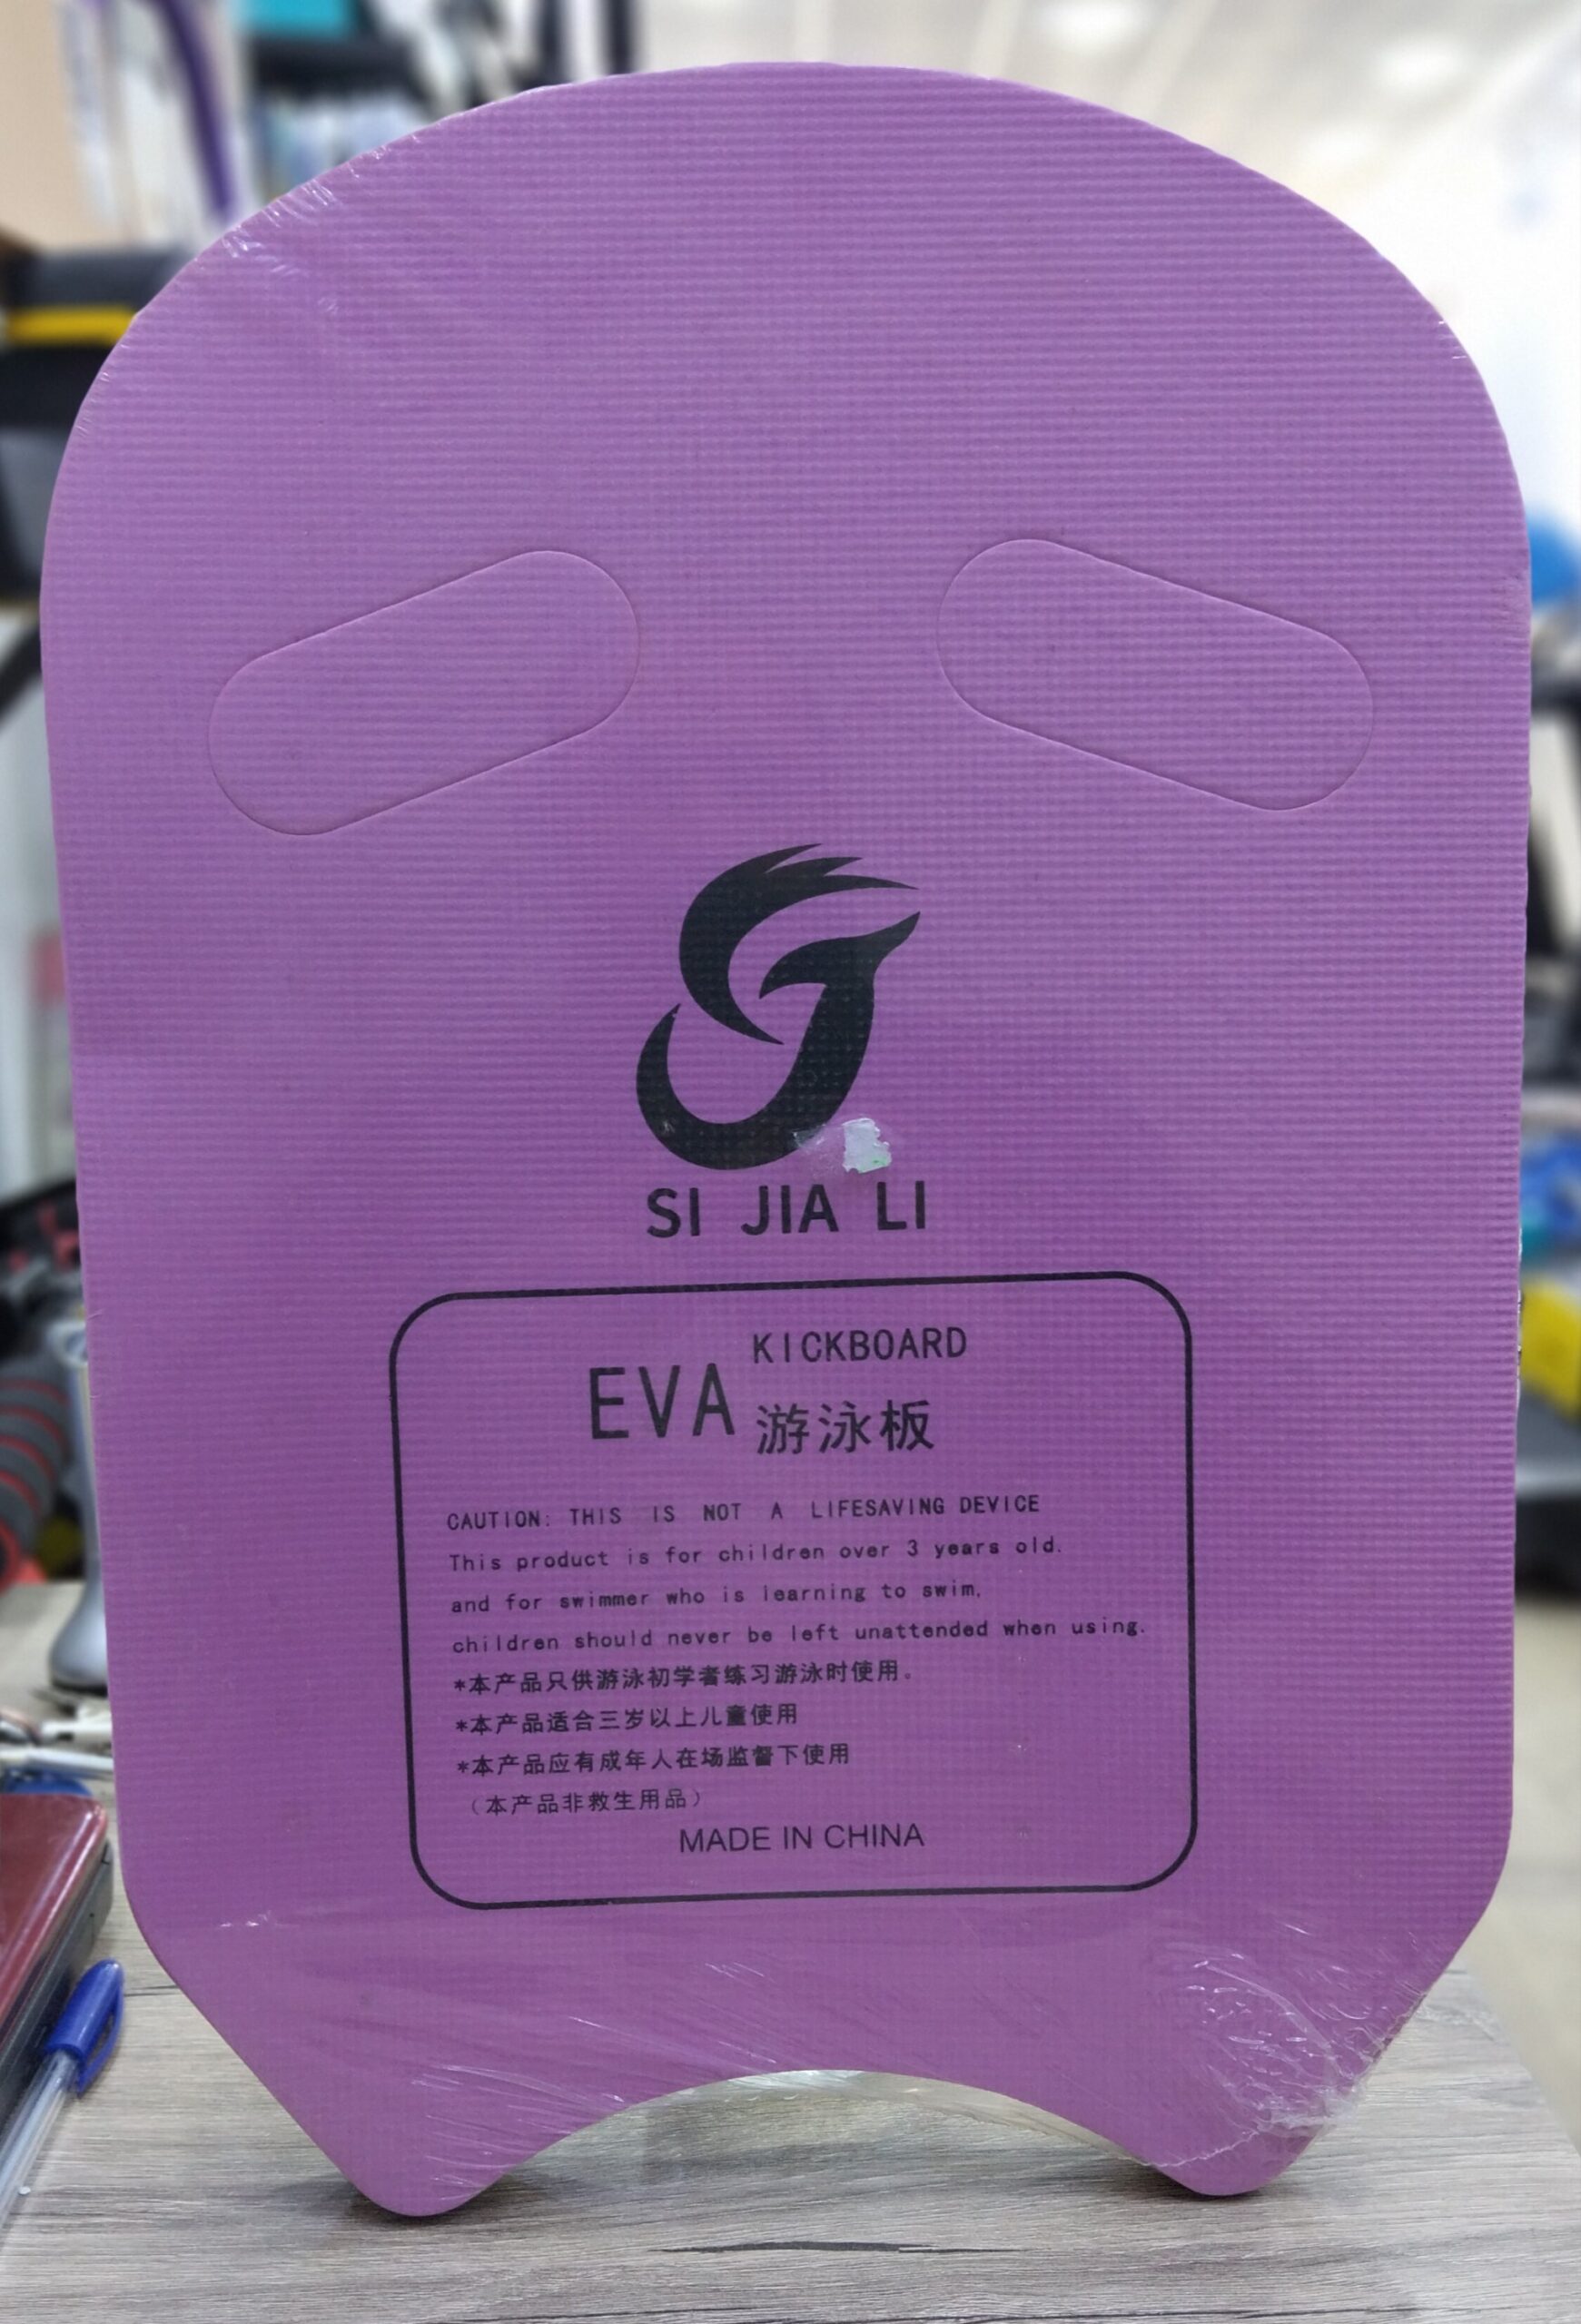 SI JIA LI
KICKBOARD
EVA
游泳板
CAUTION: THIS IS NOT A LIFESAVING DEVICE
This product is for children over 3 years old.
and for swimmer who is learning to swim,
children should never be left unattended when using.
*本产品只供游泳初学者练习游泳时使用。
*本产品适合三岁以上儿童使用
*本产品应有成年人在场监督下使用
（本产品非救生用品）
MADE IN CHINA